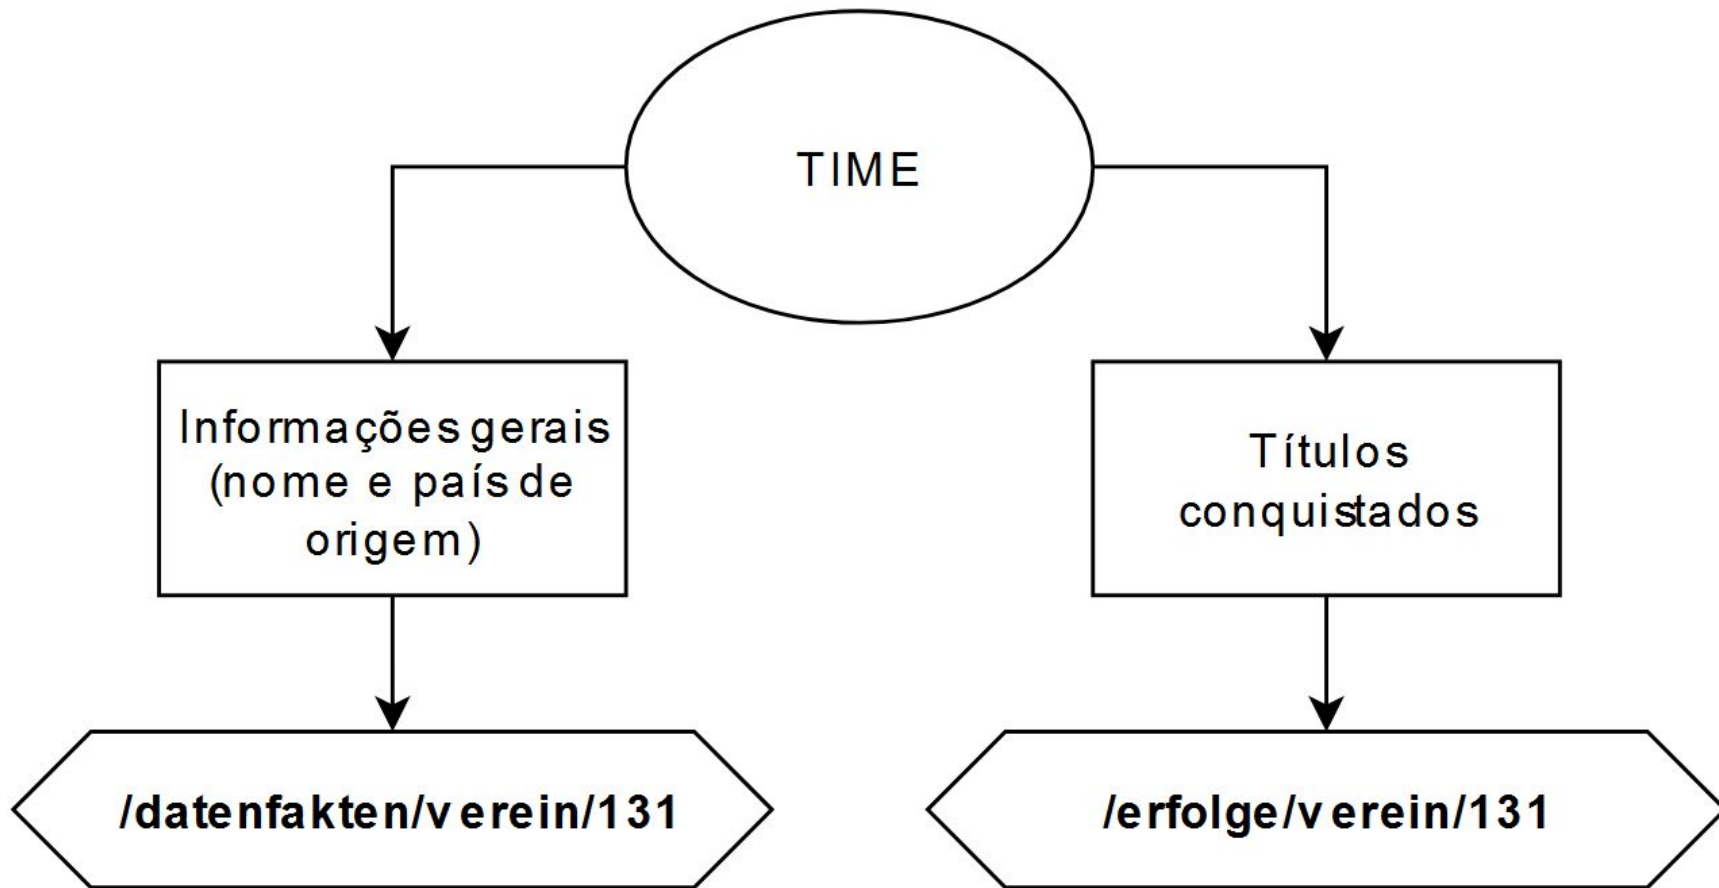 TIME
Informações gerais
(nome e país de
origem)
Títulos
conquistados
/datenfakten/verein/131
/erfolge/verein/131